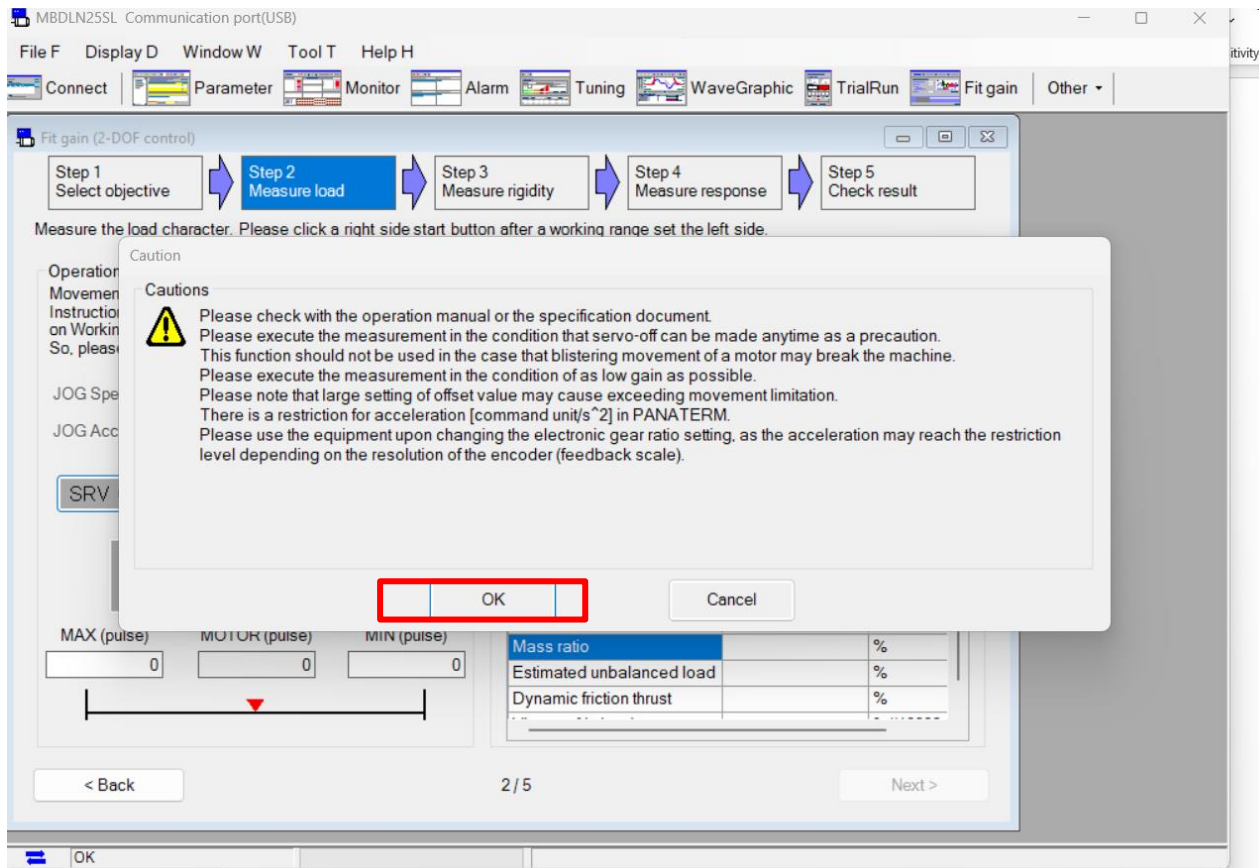 MBDLN25SL Communication port(USB)
File F Display D Window W Tool T Help H
itivity
Connect Parameter Monitor Alarm Tuning WaveGraphic TrialRun Fit gain Other
Fit gain (2-DOF control)
Step 1
Select objective
Step 2
Measure load
Step 3
Measure rigidity
Step 4
Measure response
Step 5
Check result
Measure the load character. Please click a right side start button after a working range set the left side.
Caution
Operation
Movemen
Instruction
on Workin
So, please
JOG Spe
JOG Acc
SRV
Cautions
Please check with the operation manual or the specification document.
Please execute the measurement in the condition that servo-off can be made anytime as a precaution.
This function should not be used in the case that blistering movement of a motor may break the machine.
Please execute the measurement in the condition of as low gain as possible.
Please note that large setting of offset value may cause exceeding movement limitation.
There is a restriction for acceleration [command unit/s^2] in PANATERM.
Please use the equipment upon changing the electronic gear ratio setting, as the acceleration may reach the restriction
level depending on the resolution of the encoder (feedback scale).
OK Cancel
MAX (pulse) MOTOR (pulse) MIN (pulse)
0 0 0
Mass ratio %
Estimated unbalanced load %
Dynamic friction thrust %
< Back 2 / 5 Next >
OK